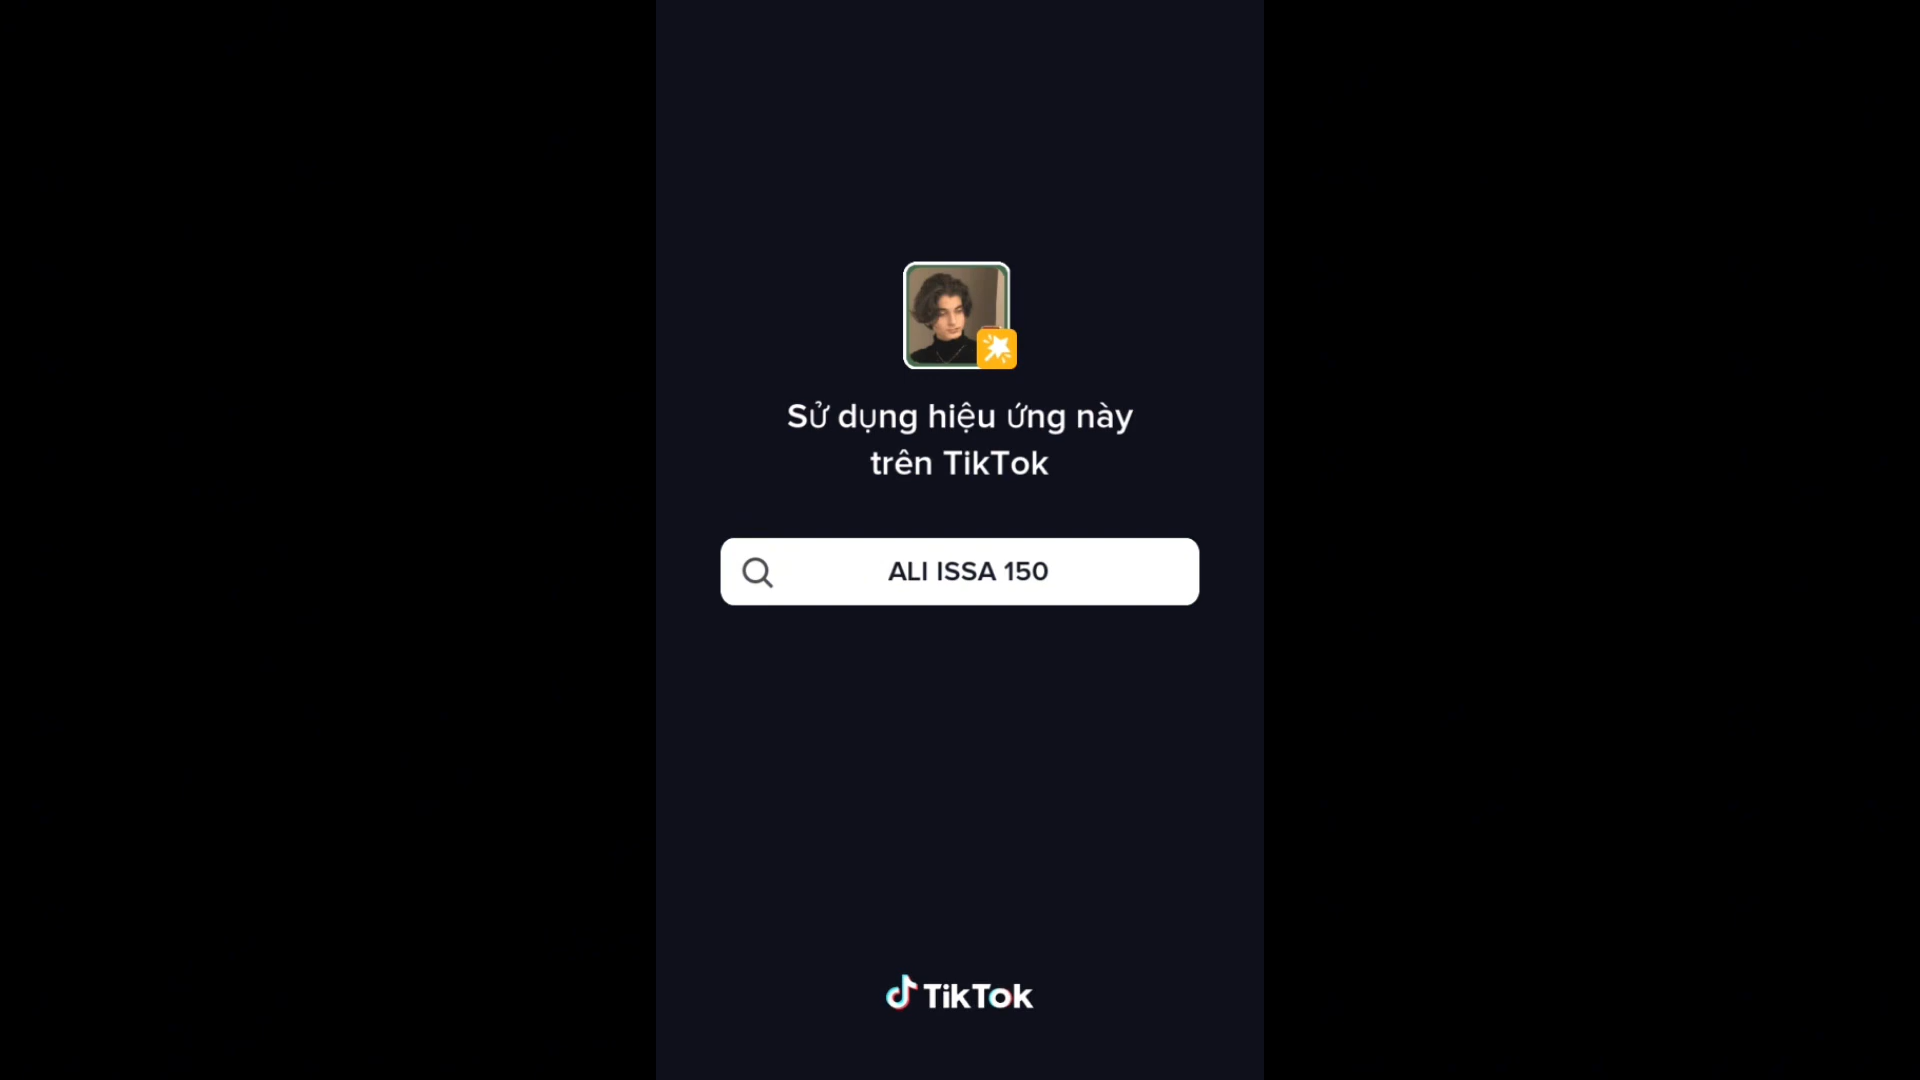 Sử dụng hiệu ứng này
trên TikTok
ALI ISSA 150
TikTok